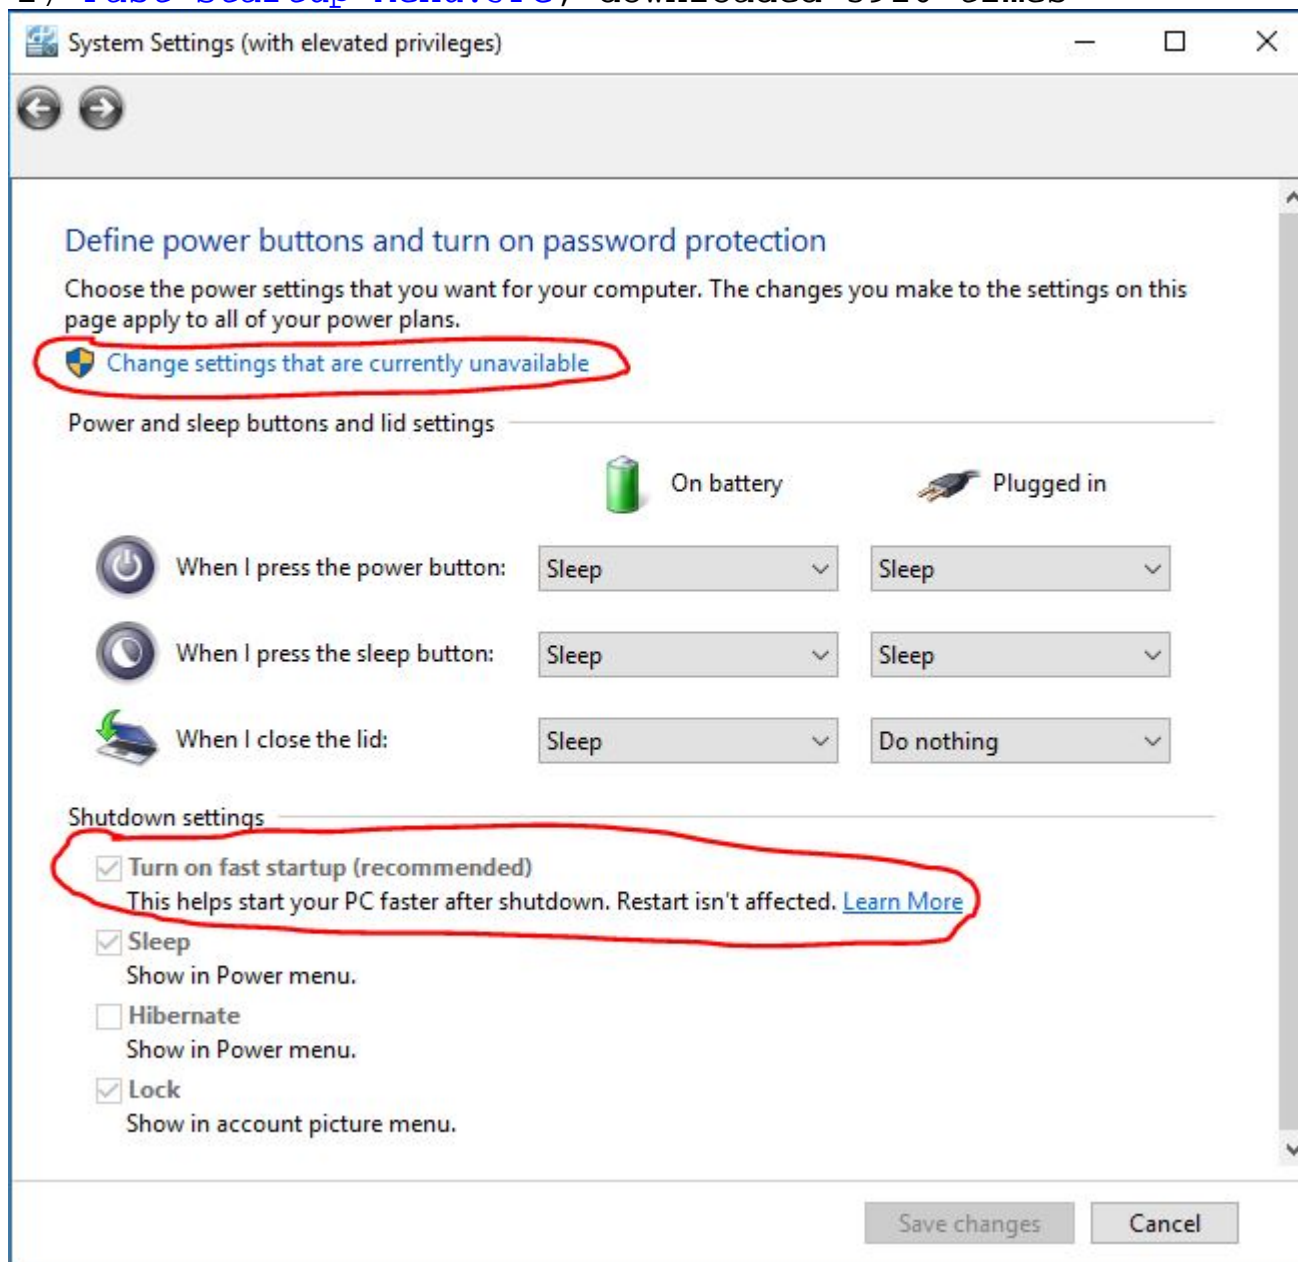 System Settings (with elevated privileges)
Define power buttons and turn on password protection
Choose the power settings that you want for your computer. The changes you make to the settings on this
page apply to all of your power plans.
Change settings that are currently unavailable
Power and sleep buttons and lid settings
On battery Plugged in
When I press the power button: Sleep Sleep
When I press the sleep button: Sleep Sleep
When I close the lid: Sleep Do nothing
Shutdown settings
Turn on fast startup (recommended)
This helps start your PC faster after shutdown. Restart isn't affected. Learn More
Sleep
Show in Power menu.
Hibernate
Show in Power menu.
Lock
Show in account picture menu.
Save changes Cancel